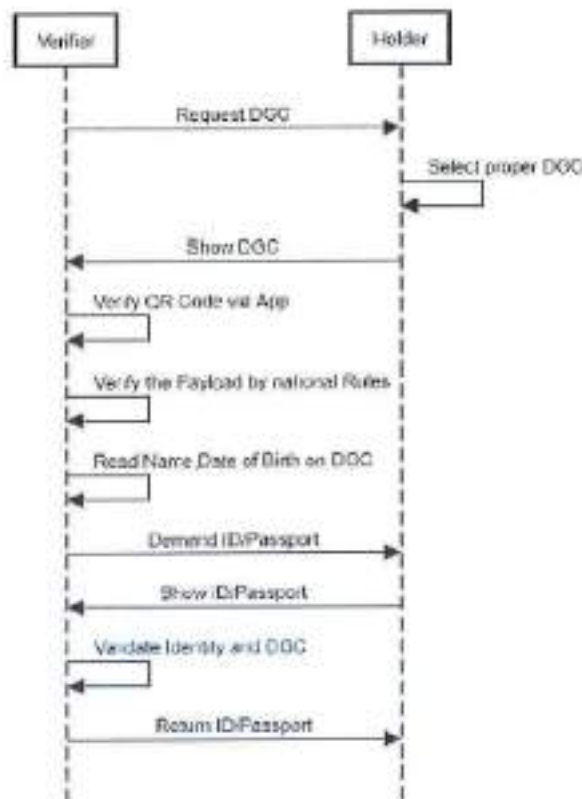 Verifier
Holder
Request DGC
Select proper DGC
Show DGC
Verify QR Code via App
Verify the Payload by national Rules
Read Name,Date of Birth on DGC
Demend ID/Passport
Show ID/Passport
Validate Identity and DGC
Return ID/Passport